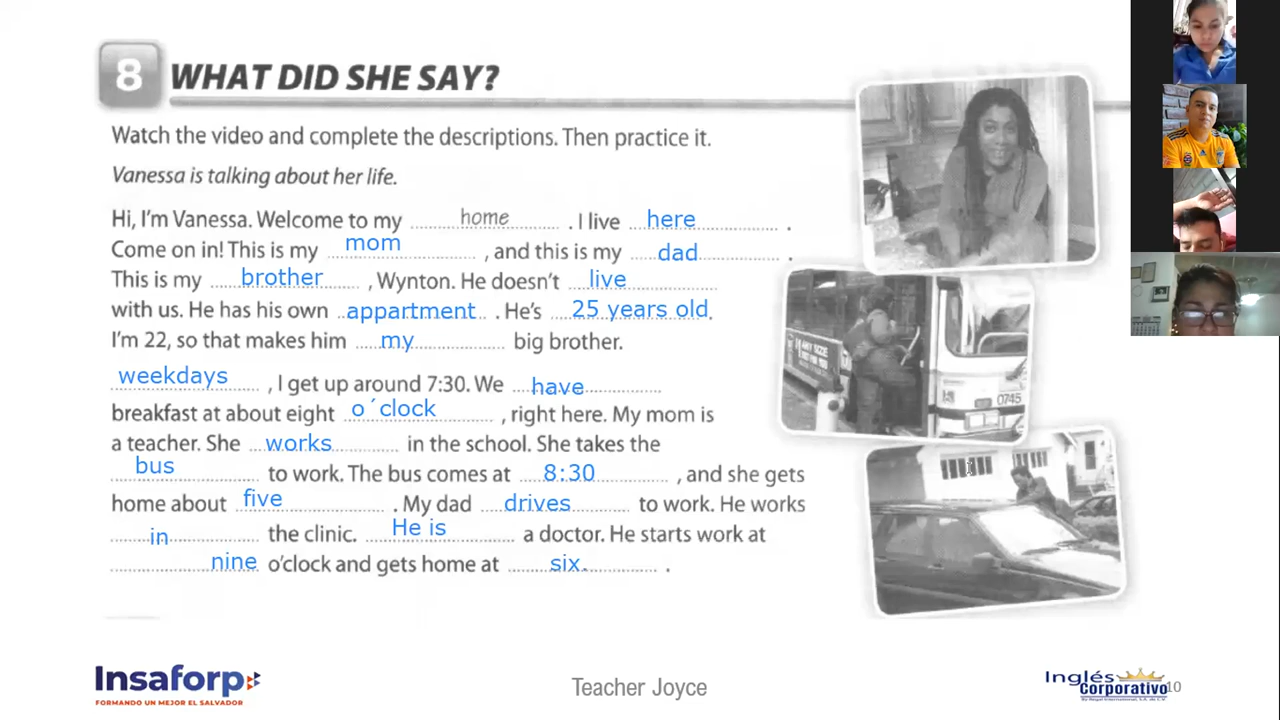 8 WHAT DID SHE SAY?
Watch the video and complete the descriptions. Then practice it.
Vanessa is talking about her life.
Hi, I'm Vanessa. Welcome to my home . I live here .
Come on in! This is my mom , and this is my dad .
This is my brother , Wynton. He doesn't live
with us. He has his own appartment . He's 25 years old.
I'm 22, so that makes him my big brother.
weekdays , I get up around 7:30. We have
breakfast at about eight o´clock , right here. My mom is
a teacher. She works in the school. She takes the
bus to work. The bus comes at 8:30 , and she gets
home about five . My dad drives to work. He works
in the clinic. He is a doctor. He starts work at
nine o'clock and gets home at six. .
0745
Insaforp
FORMANDO UN MEJOR EL SALVADOR
Teacher Joyce
Inglés
Corporativo
10